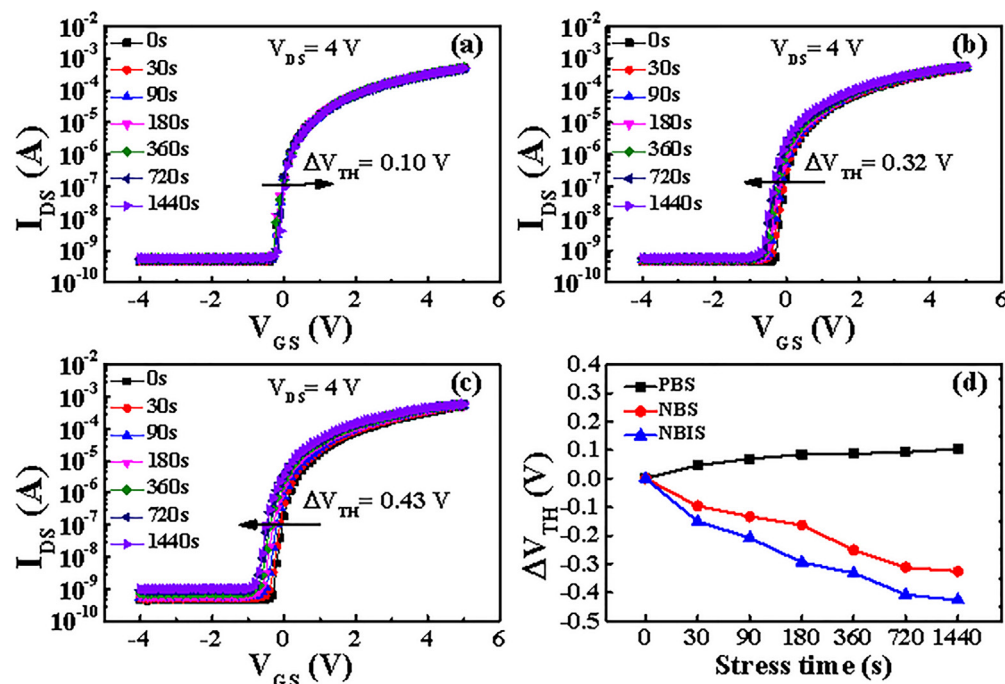 (a)
V_DS = 4 V
0s
30s
90s
180s
360s
720s
1440s
ΔV_TH = 0.10 V
I_DS (A)
10^-2
10^-3
10^-4
10^-5
10^-6
10^-7
10^-8
10^-9
10^-10
-4 -2 0 2 4 6
V_GS (V)
(b)
V_DS = 4 V
0s
30s
90s
180s
360s
720s
1440s
ΔV_TH = 0.32 V
I_DS (A)
10^-2
10^-3
10^-4
10^-5
10^-6
10^-7
10^-8
10^-9
10^-10
-4 -2 0 2 4 6
V_GS (V)
(c)
V_DS = 4 V
0s
30s
90s
180s
360s
720s
1440s
ΔV_TH = 0.43 V
I_DS (A)
10^-2
10^-3
10^-4
10^-5
10^-6
10^-7
10^-8
10^-9
10^-10
-4 -2 0 2 4 6
V_GS (V)
(d)
PBS
NBS
NBIS
ΔV_TH (V)
0.4
0.3
0.2
0.1
0.0
-0.1
-0.2
-0.3
-0.4
-0.5
0 30 90 180 360 720 1440
Stress time (s)